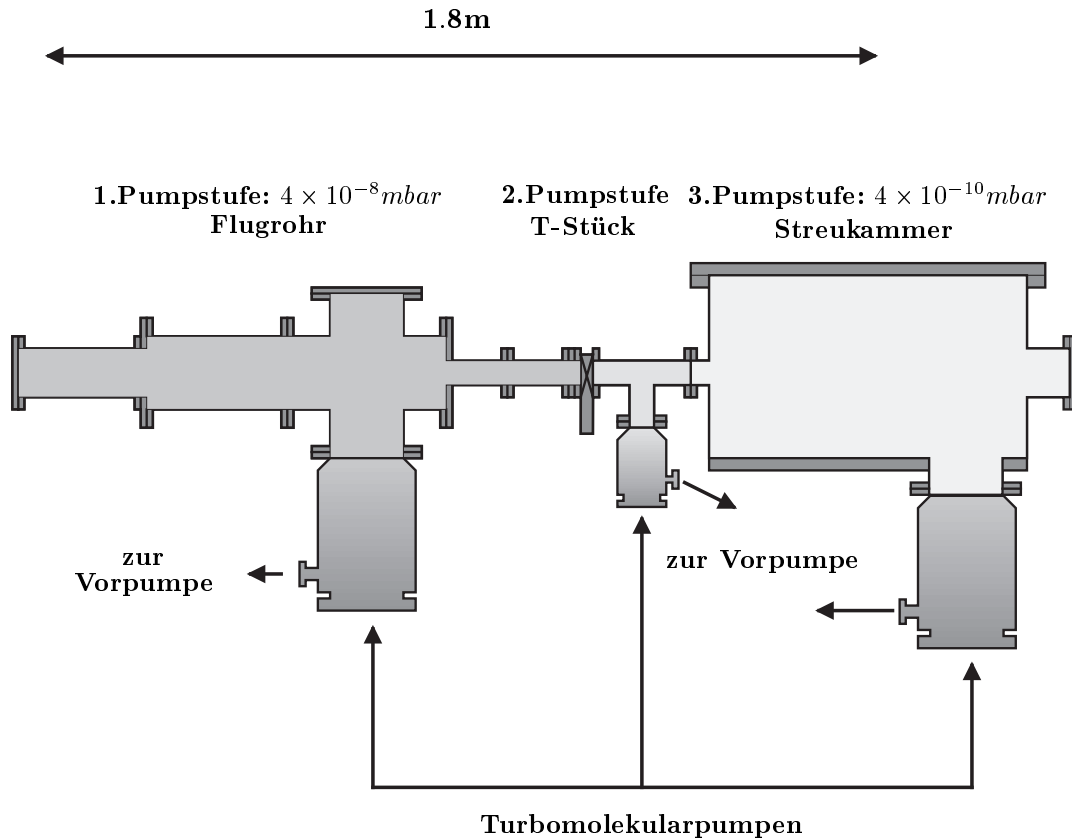 1.8m
1.Pumpstufe: 4 × 10⁻⁸mbar
Flugrohr
2.Pumpstufe
T-Stück
3.Pumpstufe: 4 × 10⁻¹⁰mbar
Streukammer
zur
Vorpumpe
zur Vorpumpe
Turbomolekularpumpen